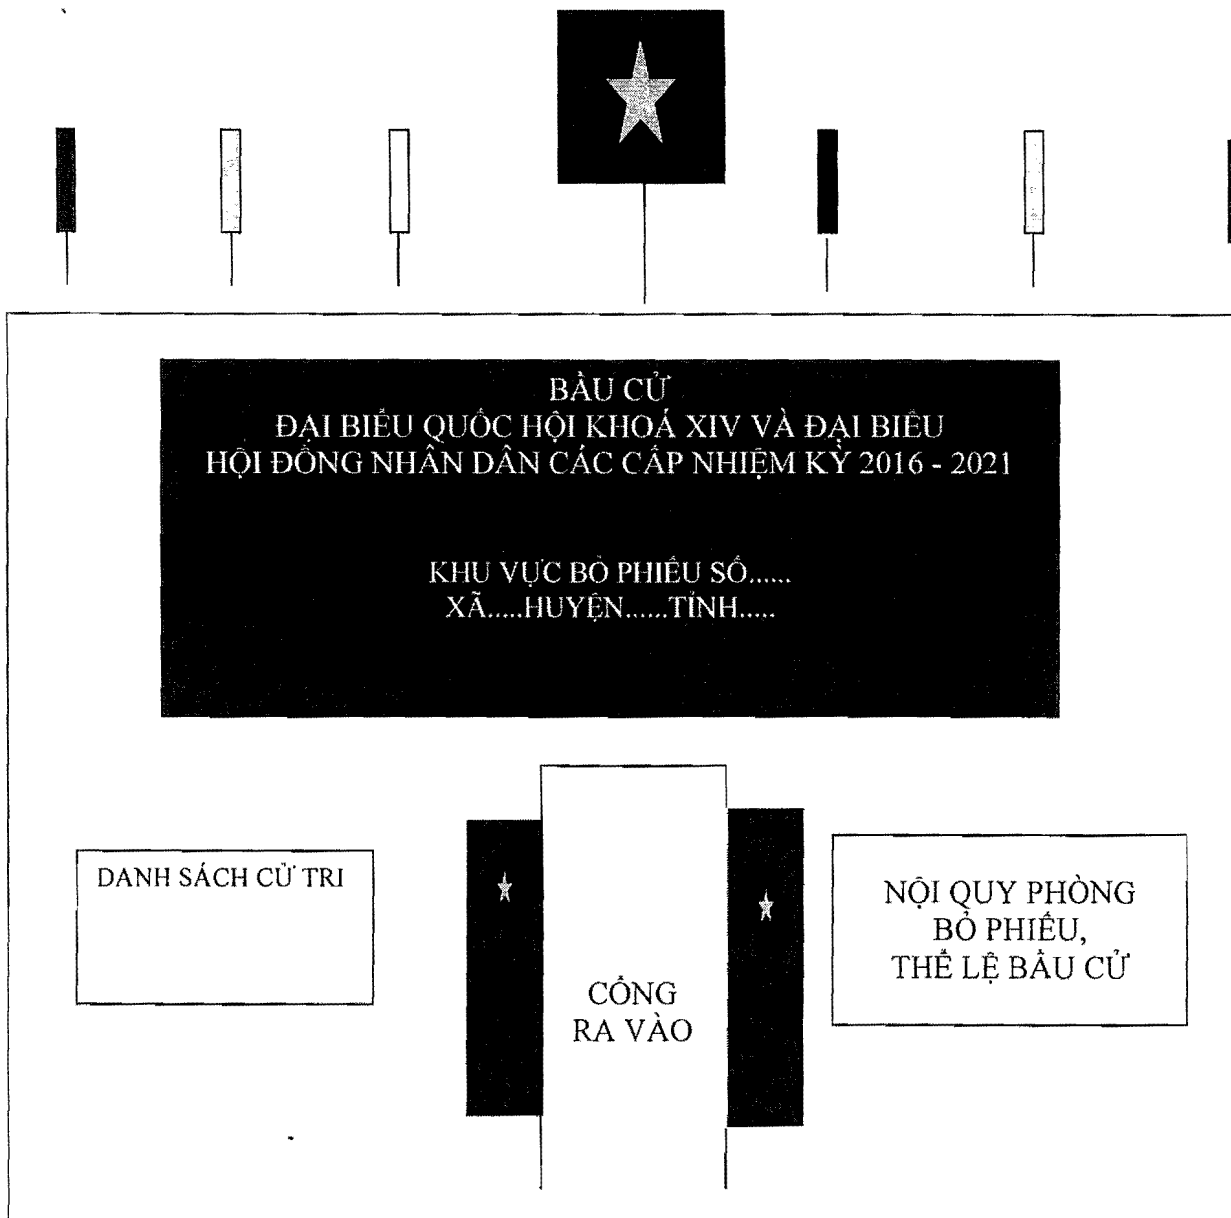 BẦU CỬ
ĐẠI BIỂU QUỐC HỘI KHOÁ XIV VÀ ĐẠI BIỂU
HỘI ĐỒNG NHÂN DÂN CÁC CẤP NHIỆM KỲ 2016 - 2021
KHU VỰC BỎ PHIẾU SỐ......
XÃ.....HUYỆN......TỈNH.....
DANH SÁCH CỬ TRI
CỔNG
RA VÀO
NỘI QUY PHÒNG
BỎ PHIẾU,
THỂ LỆ BẦU CỬ